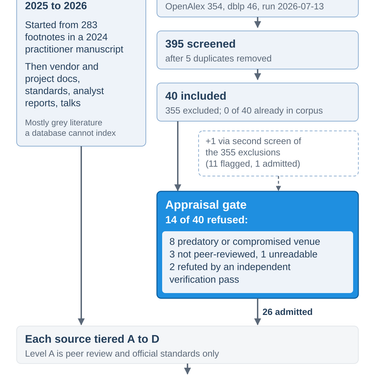 2025 to 2026
Started from 283
footnotes in a 2024
practitioner manuscript
Then vendor and
project docs,
standards, analyst
reports, talks
Mostly grey literature
a database cannot index
OpenAlex 354, dblp 46, run 2026-07-13
395 screened
after 5 duplicates removed
40 included
355 excluded; 0 of 40 already in corpus
+1 via second screen of
the 355 exclusions
(11 flagged, 1 admitted)
Appraisal gate
14 of 40 refused:
8 predatory or compromised venue
3 not peer-reviewed, 1 unreadable
2 refuted by an independent
verification pass
26 admitted
Each source tiered A to D
Level A is peer review and official standards only